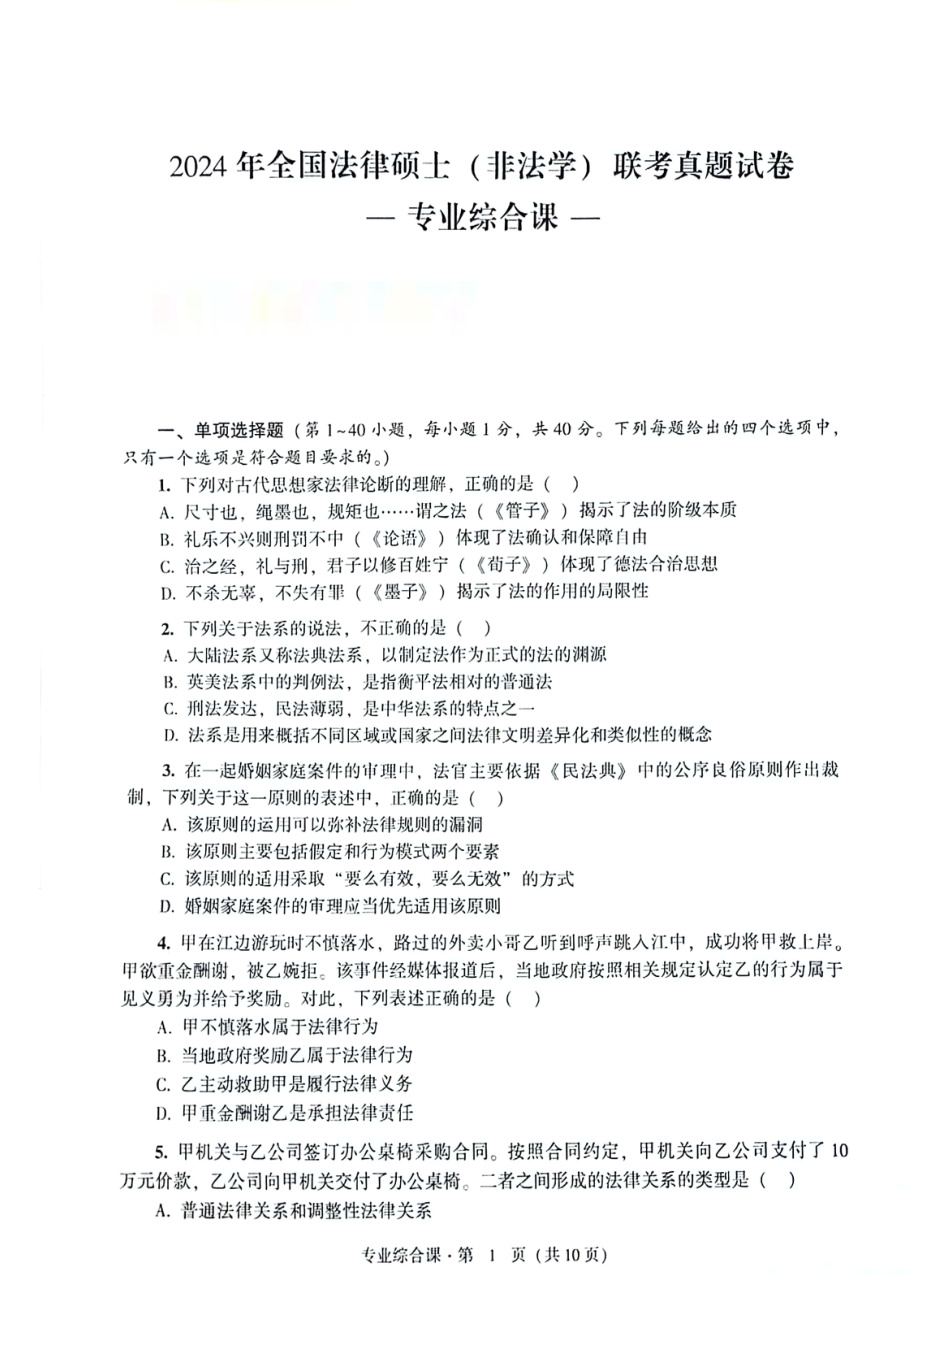 2024 年全国法律硕士（非法学）联考真题试卷
— 专业综合课 —
一、单项选择题（第 1~40 小题，每小题 1 分，共 40 分。下列每题给出的四个选项中，
只有一个选项是符合题目要求的。）
1. 下列对古代思想家法律论断的理解，正确的是（　）
A. 尺寸也，绳墨也，规矩也……谓之法（《管子》）揭示了法的阶级本质
B. 礼乐不兴则刑罚不中（《论语》）体现了法确认和保障自由
C. 治之经，礼与刑，君子以修百姓宁（《荀子》）体现了德法合治思想
D. 不杀无辜，不失有罪（《墨子》）揭示了法的作用的局限性
2. 下列关于法系的说法，不正确的是（　）
A. 大陆法系又称法典法系，以制定法作为正式的法的渊源
B. 英美法系中的判例法，是指衡平法相对的普通法
C. 刑法发达，民法薄弱，是中华法系的特点之一
D. 法系是用来概括不同区域或国家之间法律文明差异化和类似性的概念
3. 在一起婚姻家庭案件的审理中，法官主要依据《民法典》中的公序良俗原则作出裁
制，下列关于这一原则的表述中，正确的是（　）
A. 该原则的运用可以弥补法律规则的漏洞
B. 该原则主要包括假定和行为模式两个要素
C. 该原则的适用采取“要么有效，要么无效”的方式
D. 婚姻家庭案件的审理应当优先适用该原则
4. 甲在江边游玩时不慎落水，路过的外卖小哥乙听到呼声跳入江中，成功将甲救上岸。
甲欲重金酬谢，被乙婉拒。该事件经媒体报道后，当地政府按照相关规定认定乙的行为属于
见义勇为并给予奖励。对此，下列表述正确的是（　）
A. 甲不慎落水属于法律行为
B. 当地政府奖励乙属于法律行为
C. 乙主动救助甲是履行法律义务
D. 甲重金酬谢乙是承担法律责任
5. 甲机关与乙公司签订办公桌椅采购合同。按照合同约定，甲机关向乙公司支付了 10
万元价款，乙公司向甲机关交付了办公桌椅。二者之间形成的法律关系的类型是（　）
A. 普通法律关系和调整性法律关系
专业综合课·第 1 页（共 10 页）